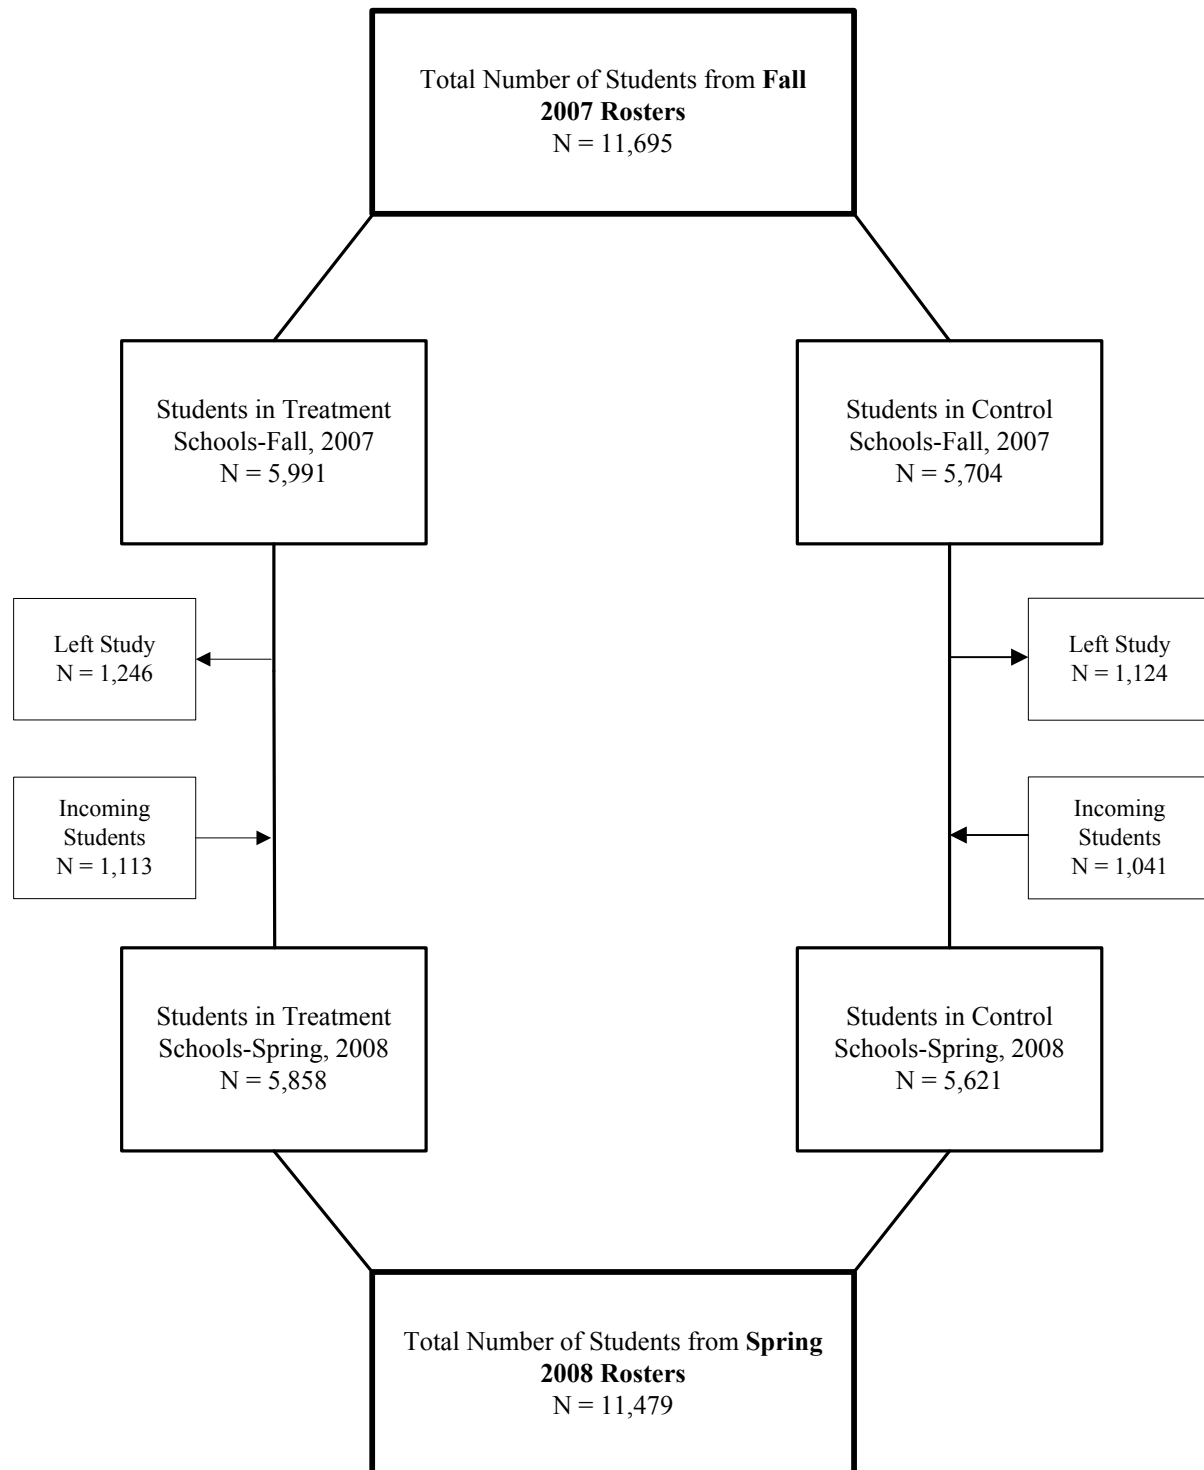 Total Number of Students from Fall
2007 Rosters
N = 11,695
Students in Treatment
Schools-Fall, 2007
N = 5,991
Students in Control
Schools-Fall, 2007
N = 5,704
Left Study
N = 1,246
Left Study
N = 1,124
Incoming
Students
N = 1,113
Incoming
Students
N = 1,041
Students in Treatment
Schools-Spring, 2008
N = 5,858
Students in Control
Schools-Spring, 2008
N = 5,621
Total Number of Students from Spring
2008 Rosters
N = 11,479